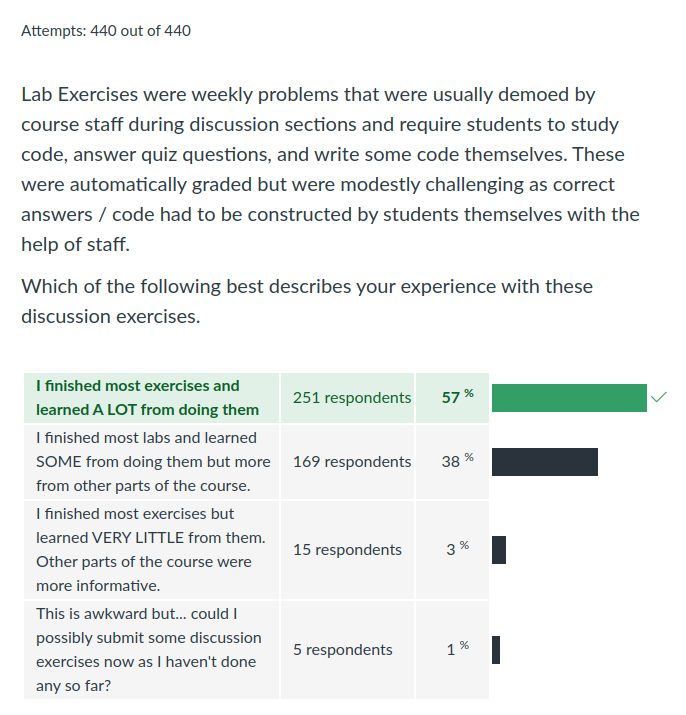 Attempts: 440 out of 440
Lab Exercises were weekly problems that were usually demoed by
course staff during discussion sections and require students to study
code, answer quiz questions, and write some code themselves. These
were automatically graded but were modestly challenging as correct
answers / code had to be constructed by students themselves with the
help of staff.
Which of the following best describes your experience with these
discussion exercises.
I finished most exercises and
learned A LOT from doing them
251 respondents
57 %
I finished most labs and learned
SOME from doing them but more
from other parts of the course.
169 respondents
38 %
I finished most exercises but
learned VERY LITTLE from them.
Other parts of the course were
more informative.
15 respondents
3 %
This is awkward but... could I
possibly submit some discussion
exercises now as I haven't done
any so far?
5 respondents
1 %